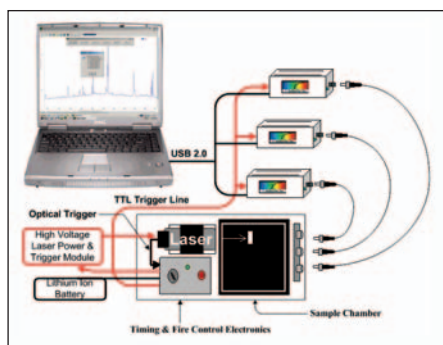 USB 2.0
TTL Trigger Line
Optical Trigger
High Voltage
Laser Power &
Trigger Module
Laser
Lithium Ion
Battery
Sample Chamber
Timing & Fire Control Electronics